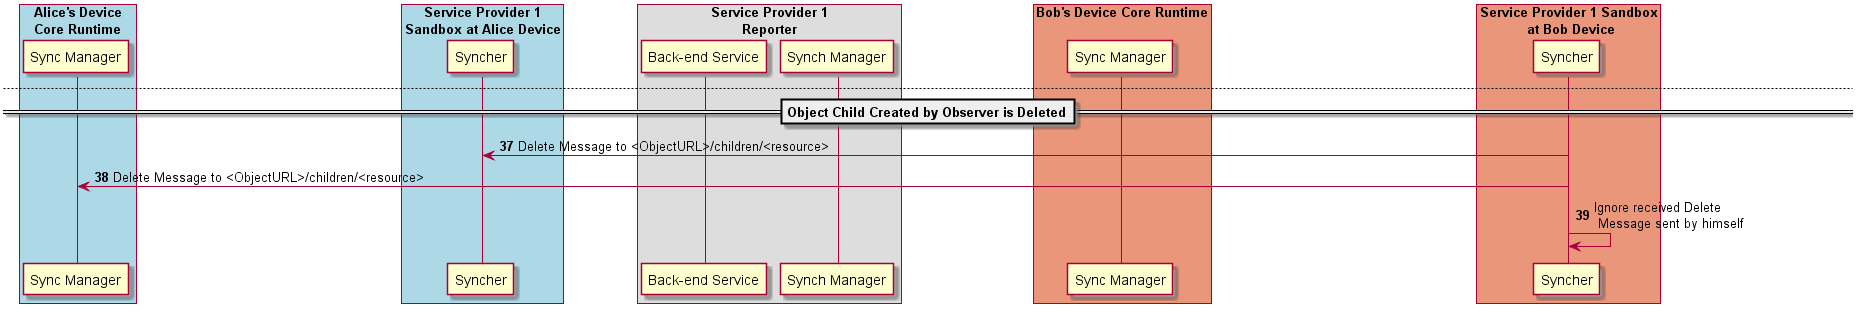 Alice's Device
Core Runtime
Service Provider 1
Sandbox at Alice Device
Service Provider 1
Reporter
Bob's Device Core Runtime
Service Provider 1 Sandbox
at Bob Device
Sync Manager
Syncher
Back-end Service
Synch Manager
Sync Manager
Syncher
Object Child Created by Observer is Deleted
37 Delete Message to <ObjectURL>/children/<resource>
38 Delete Message to <ObjectURL>/children/<resource>
39 Ignore received Delete
Message sent by himself
Sync Manager
Syncher
Back-end Service
Synch Manager
Sync Manager
Syncher